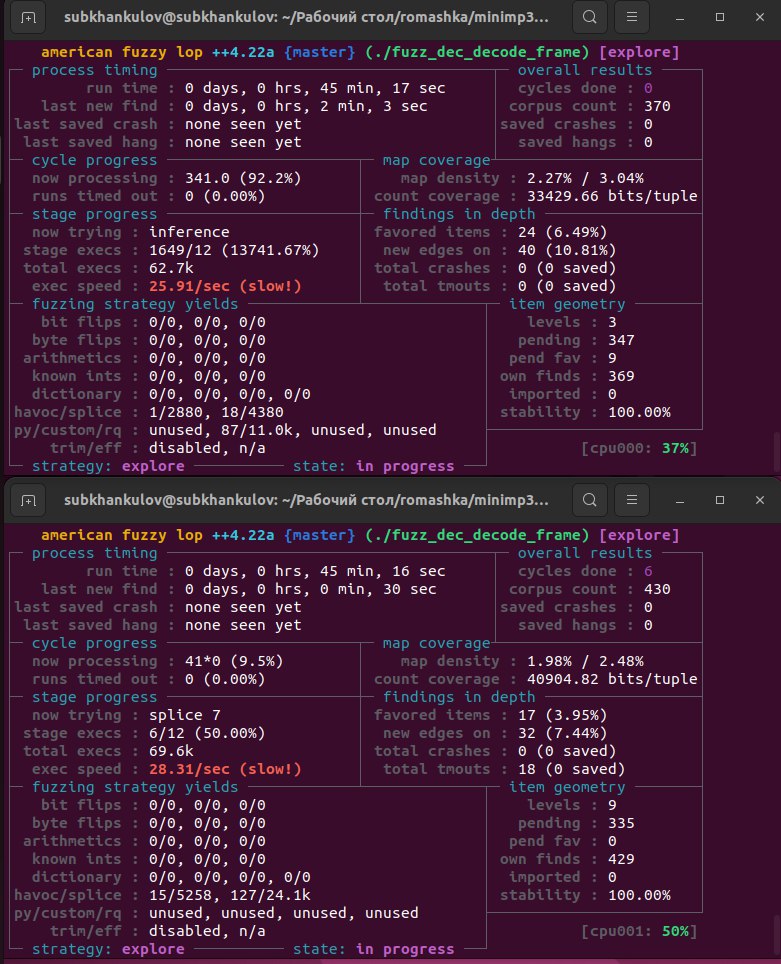 subkhankulov@subkhankulov: ~/Рабочий стол/romashka/minimp3...
american fuzzy lop ++4.22a {master} (./fuzz_dec_decode_frame) [explore]
process timing overall results
run time : 0 days, 0 hrs, 45 min, 17 sec cycles done : 0
last new find : 0 days, 0 hrs, 2 min, 3 sec corpus count : 370
last saved crash : none seen yet saved crashes : 0
last saved hang : none seen yet saved hangs : 0
cycle progress map coverage
now processing : 341.0 (92.2%) map density : 2.27% / 3.04%
runs timed out : 0 (0.00%) count coverage : 33429.66 bits/tuple
stage progress findings in depth
now trying : inference favored items : 24 (6.49%)
stage execs : 1649/12 (13741.67%) new edges on : 40 (10.81%)
total execs : 62.7k total crashes : 0 (0 saved)
exec speed : 25.91/sec (slow!) total tmouts : 0 (0 saved)
fuzzing strategy yields item geometry
bit flips : 0/0, 0/0, 0/0 levels : 3
byte flips : 0/0, 0/0, 0/0 pending : 347
arithmetics : 0/0, 0/0, 0/0 pend fav : 9
known ints : 0/0, 0/0, 0/0 own finds : 369
dictionary : 0/0, 0/0, 0/0, 0/0 imported : 0
havoc/splice : 1/2880, 18/4380 stability : 100.00%
py/custom/rq : unused, 87/11.0k, unused, unused
trim/eff : disabled, n/a [cpu000: 37%]
strategy: explore state: in progress
subkhankulov@subkhankulov: ~/Рабочий стол/romashka/minimp3...
american fuzzy lop ++4.22a {master} (./fuzz_dec_decode_frame) [explore]
process timing overall results
run time : 0 days, 0 hrs, 45 min, 16 sec cycles done : 6
last new find : 0 days, 0 hrs, 0 min, 30 sec corpus count : 430
last saved crash : none seen yet saved crashes : 0
last saved hang : none seen yet saved hangs : 0
cycle progress map coverage
now processing : 41*0 (9.5%) map density : 1.98% / 2.48%
runs timed out : 0 (0.00%) count coverage : 40904.82 bits/tuple
stage progress findings in depth
now trying : splice 7 favored items : 17 (3.95%)
stage execs : 6/12 (50.00%) new edges on : 32 (7.44%)
total execs : 69.6k total crashes : 0 (0 saved)
exec speed : 28.31/sec (slow!) total tmouts : 18 (0 saved)
fuzzing strategy yields item geometry
bit flips : 0/0, 0/0, 0/0 levels : 9
byte flips : 0/0, 0/0, 0/0 pending : 335
arithmetics : 0/0, 0/0, 0/0 pend fav : 0
known ints : 0/0, 0/0, 0/0 own finds : 429
dictionary : 0/0, 0/0, 0/0, 0/0 imported : 0
havoc/splice : 15/5258, 127/24.1k stability : 100.00%
py/custom/rq : unused, unused, unused, unused
trim/eff : disabled, n/a [cpu001: 50%]
strategy: explore state: in progress